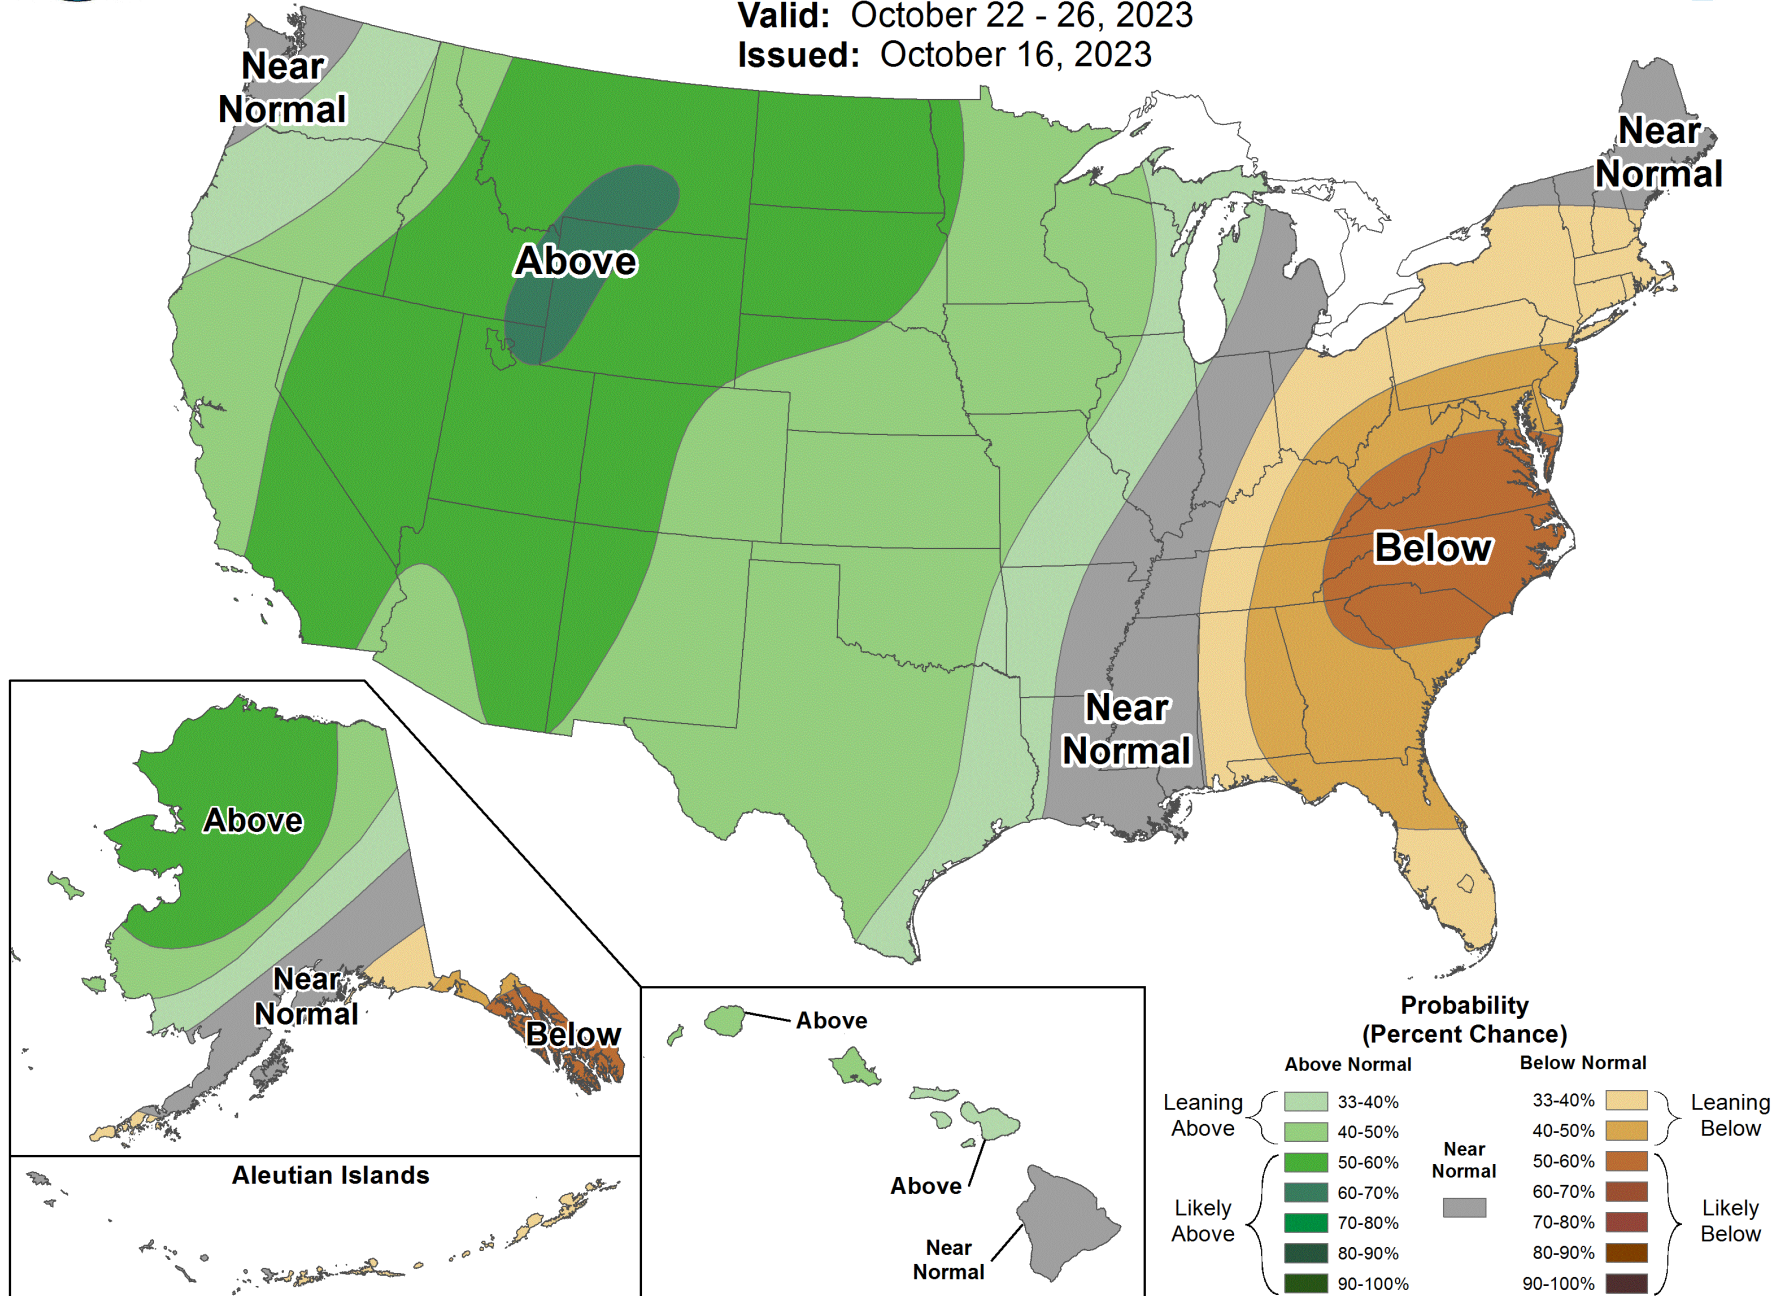 Valid: October 22 - 26, 2023
Issued: October 16, 2023
Near
Normal
Near
Normal
Above
Below
Near
Normal
Above
Near
Normal
Below
Aleutian Islands
Above
Above
Near
Normal
Probability
(Percent Chance)
Above Normal
Below Normal
Leaning
Above
33-40%
40-50%
Likely
Above
50-60%
60-70%
70-80%
80-90%
90-100%
Near
Normal
33-40%
40-50%
Leaning
Below
50-60%
60-70%
70-80%
80-90%
90-100%
Likely
Below